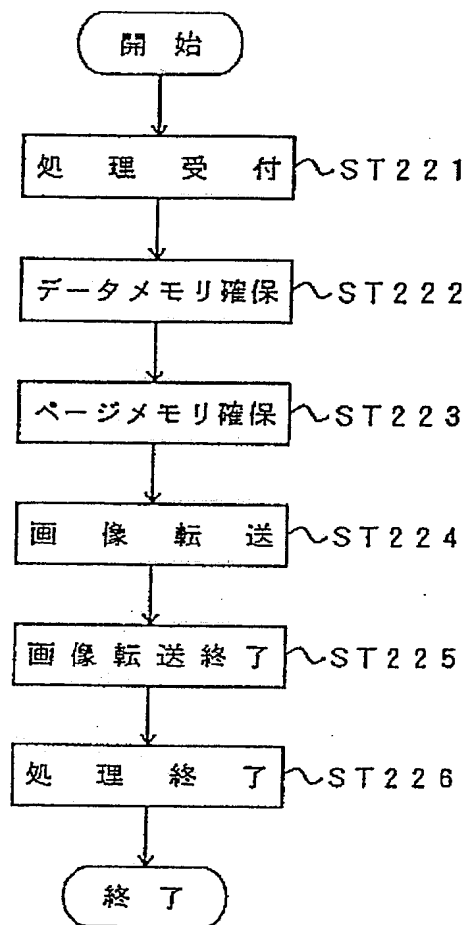 開始
処理受付 ST221
データメモリ確保 ST222
ページメモリ確保 ST223
画像転送 ST224
画像転送終了 ST225
処理終了 ST226
終了